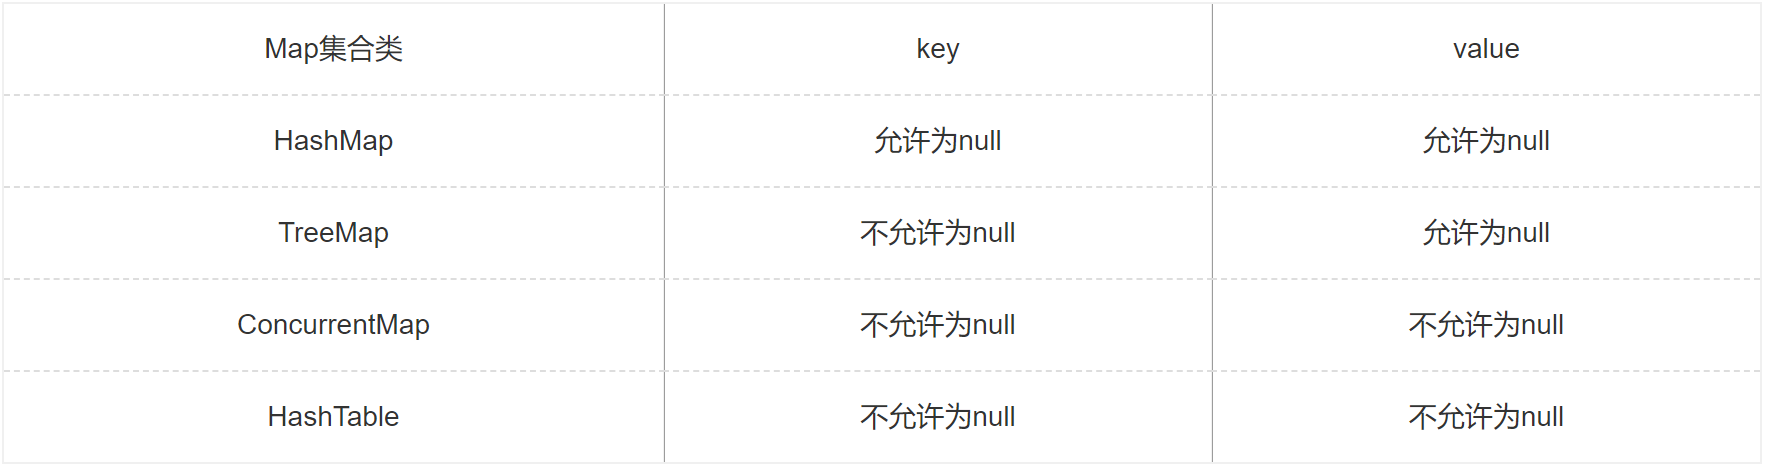 Map集合类 key value
HashMap 允许为null 允许为null
TreeMap 不允许为null 允许为null
ConcurrentMap 不允许为null 不允许为null
HashTable 不允许为null 不允许为null